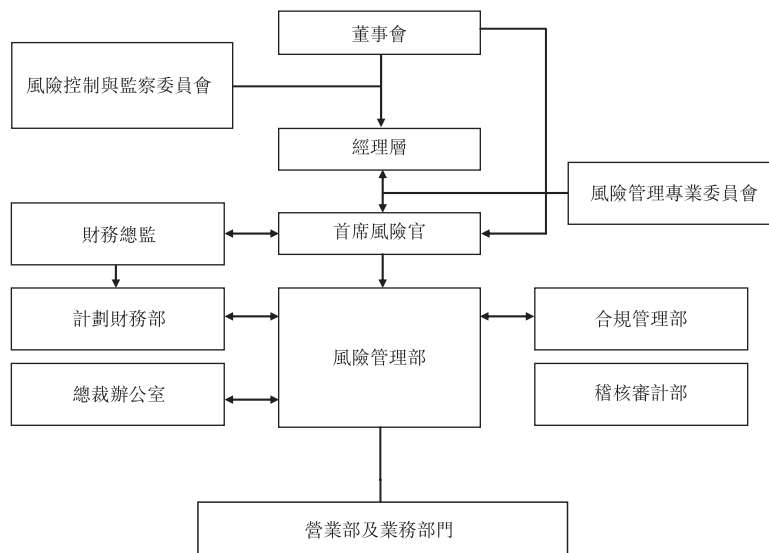 董事會
風險控制與監察委員會
經理層
風險管理專業委員會
財務總監
首席風險官
計劃財務部
風險管理部
合規管理部
總裁辦公室
稽核審計部
營業部及業務部門